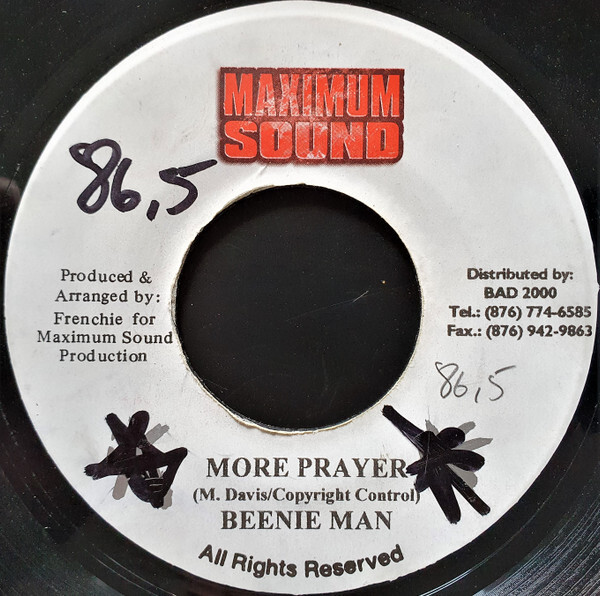 MAXIMUM
SOUND
86,5
Produced &
Arranged by:
Frenchie for
Maximum Sound
Production
Distributed by:
BAD 2000
Tel.: (876) 774-6585
Fax.: (876) 942-9863
86,5
MORE PRAYER
(M. Davis/Copyright Control)
BEENIE MAN
All Rights Reserved